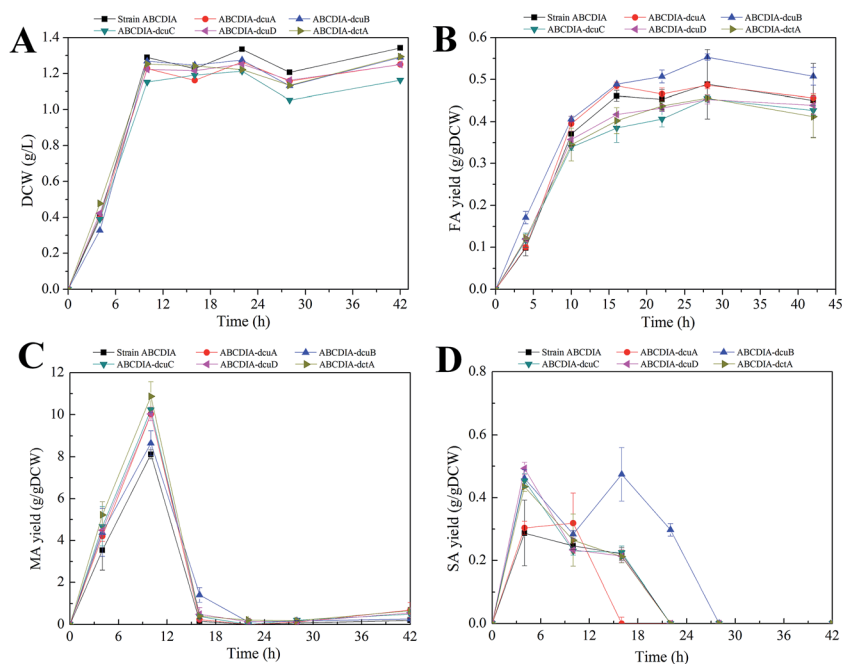 A
Strain ABCDIA ABCDIA-dcuA ABCDIA-dcuB
ABCDIA-dcuC ABCDIA-dcuD ABCDIA-dctA
1.4
1.2
1.0
0.8
0.6
0.4
0.2
0.0
DCW (g/L)
0 6 12 18 24 30 36 42
Time (h)
B
Strain ABCDIA ABCDIA-dcuA ABCDIA-dcuB
ABCDIA-dcuC ABCDIA-dcuD ABCDIA-dctA
0.6
0.5
0.4
0.3
0.2
0.1
0.0
FA yield (g/gDCW)
0 5 10 15 20 25 30 35 40 45
Time (h)
C
Strain ABCDIA ABCDIA-dcuA ABCDIA-dcuB
ABCDIA-dcuC ABCDIA-dcuD ABCDIA-dctA
12
10
8
6
4
2
0
MA yield (g/gDCW)
0 6 12 18 24 30 36 42
Time (h)
D
Strain ABCDIA ABCDIA-dcuA ABCDIA-dcuB
ABCDIA-dcuC ABCDIA-dcuD ABCDIA-dctA
0.8
0.6
0.4
0.2
0.0
SA yield (g/gDCW)
0 6 12 18 24 30 36 42
Time (h)